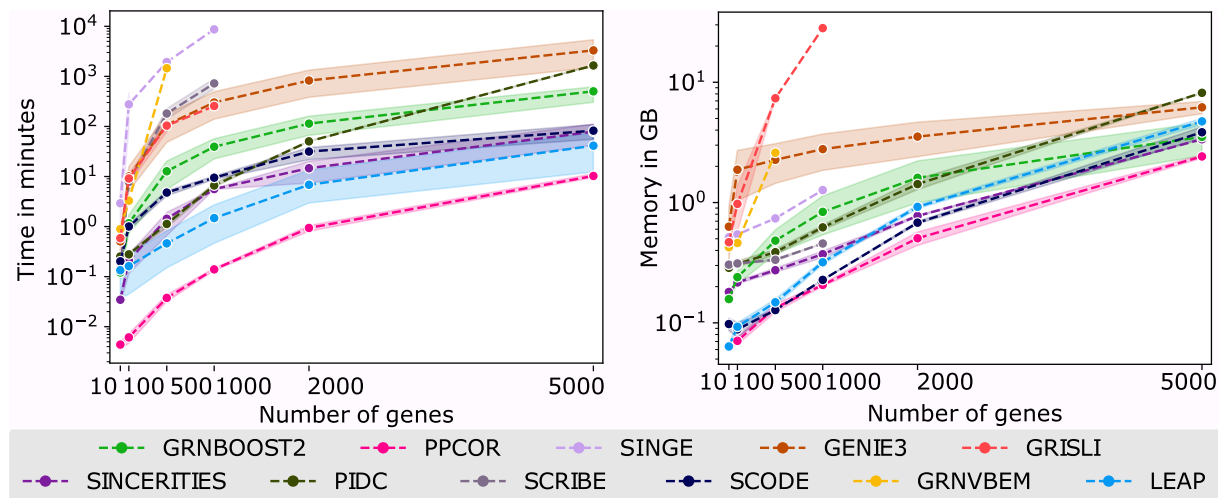 10⁴
10³
10²
10¹
10⁰
10⁻¹
10⁻²
Time in minutes
10 100 500 1000 2000 5000
Number of genes
10¹
10⁰
10⁻¹
Memory in GB
10 100 500 1000 2000 5000
Number of genes
GRNBOOST2 PPCOR SINGE GENIE3 GRISLI
SINCERITIES PIDC SCRIBE SCODE GRNVBEM LEAP